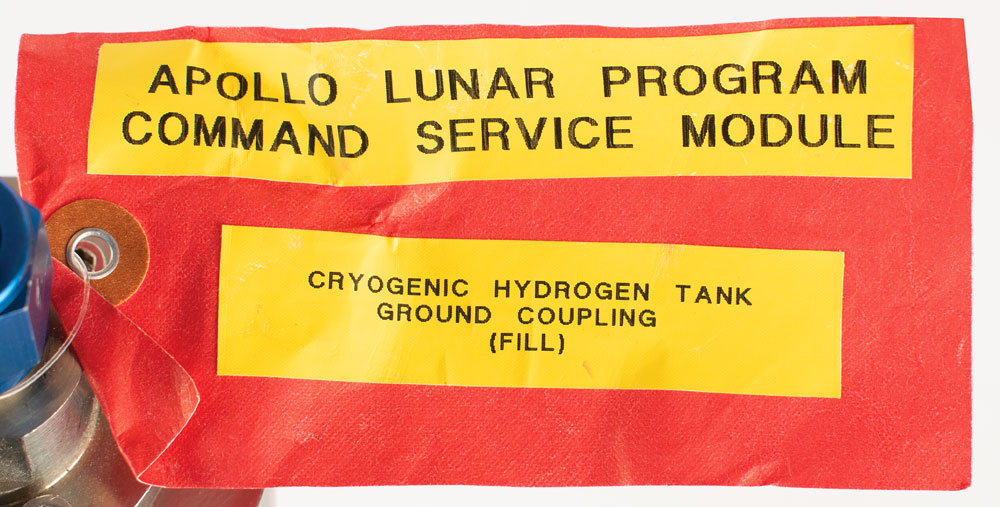 APOLLO LUNAR PROGRAM
COMMAND SERVICE MODULE
CRYOGENIC HYDROGEN TANK
GROUND COUPLING
(FILL)